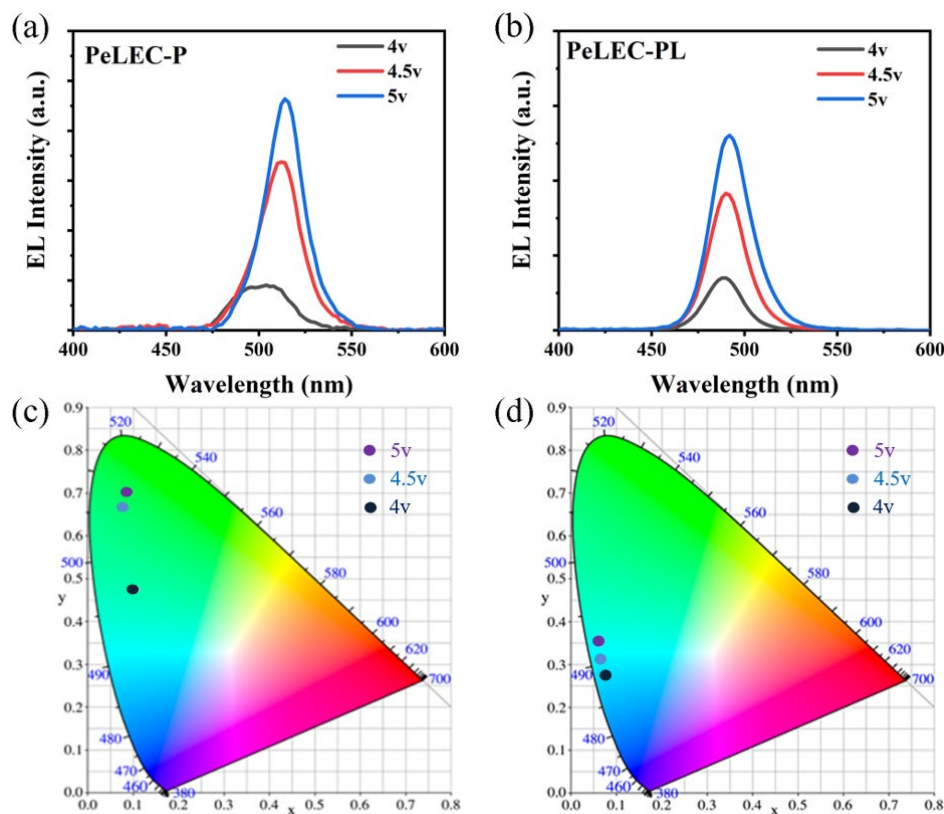 (a)
PeLEC-P
4v
4.5v
5v
EL Intensity (a.u.)
400 450 500 550 600
Wavelength (nm)
(b)
PeLEC-PL
4v
4.5v
5v
EL Intensity (a.u.)
400 450 500 550 600
Wavelength (nm)
(c)
0.9
0.8
0.7
0.6
0.5
y
0.4
0.3
0.2
0.1
0.0
520
540
560
500
580
600
620
490
700
480
470
460
380
5v
4.5v
4v
0.0 0.1 0.2 0.3 0.4 0.5 0.6 0.7 0.8
x
(d)
0.9
0.8
0.7
0.6
0.5
y
0.4
0.3
0.2
0.1
0.0
520
540
560
500
580
600
620
490
700
480
470
460
380
5v
4.5v
4v
0.0 0.1 0.2 0.3 0.4 0.5 0.6 0.7 0.8
x